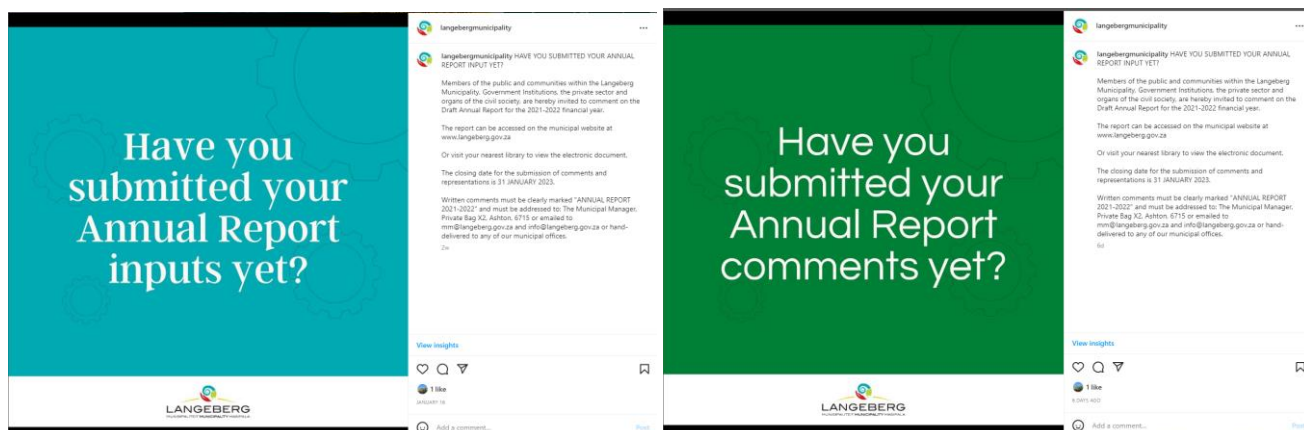 Have you
submitted your
Annual Report
inputs yet?
LANGEBERG
langebergmunicipality
langebergmunicipality HAVE YOU SUBMITTED YOUR ANNUAL
REPORT INPUT YET?
Members of the public and communities within the Langeberg
Municipality, Government Institutions, the private sector and
organs of the civil society, are hereby invited to comment on the
Draft Annual Report for the 2021-2022 financial year.
The report can be accessed on the municipal website at
www.langeberg.gov.za
Or visit your nearest library to view the electronic document.
The closing date for the submission of comments and
representations is 31 JANUARY 2023.
Written comments must be clearly marked "ANNUAL REPORT
2021-2022" and must be addressed to: The Municipal Manager,
Private Bag X2, Ashton, 6715 or emailed to
mm@langeberg.gov.za and info@langeberg.gov.za or hand-
delivered to any of our municipal offices.
2w
View insights
1 like
Add a comment...
Post
Have you
submitted your
Annual Report
comments yet?
LANGEBERG
langebergmunicipality
langebergmunicipality HAVE YOU SUBMITTED YOUR ANNUAL
REPORT INPUT YET?
Members of the public and communities within the Langeberg
Municipality, Government Institutions, the private sector and
organs of the civil society, are hereby invited to comment on the
Draft Annual Report for the 2021-2022 financial year.
The report can be accessed on the municipal website at
www.langeberg.gov.za
Or visit your nearest library to view the electronic document.
The closing date for the submission of comments and
representations is 31 JANUARY 2023.
Written comments must be clearly marked "ANNUAL REPORT
2021-2022" and must be addressed to: The Municipal Manager,
Private Bag X2, Ashton, 6715 or emailed to
mm@langeberg.gov.za and info@langeberg.gov.za or hand-
delivered to any of our municipal offices.
View insights
1 like
DAYS AGO
Add a comment...
Post